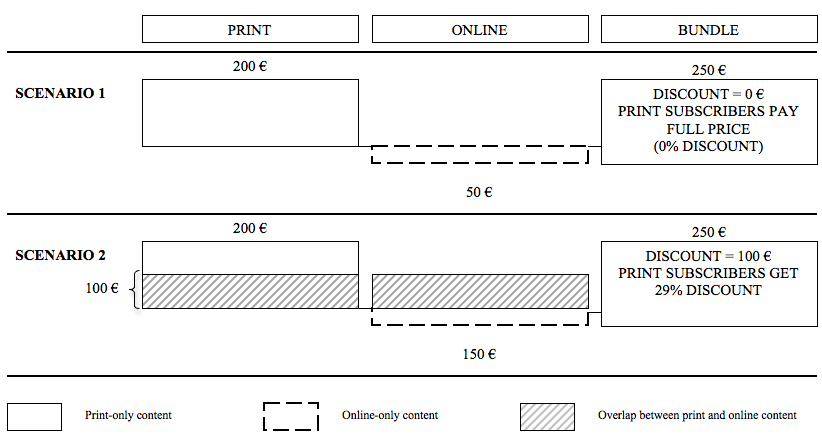 PRINT
ONLINE
BUNDLE
200 €
250 €
SCENARIO 1
DISCOUNT = 0 €
PRINT SUBSCRIBERS PAY
FULL PRICE
(0% DISCOUNT)
50 €
200 €
250 €
SCENARIO 2
DISCOUNT = 100 €
PRINT SUBSCRIBERS GET
29% DISCOUNT
100 €
150 €
Print-only content
Online-only content
Overlap between print and online content